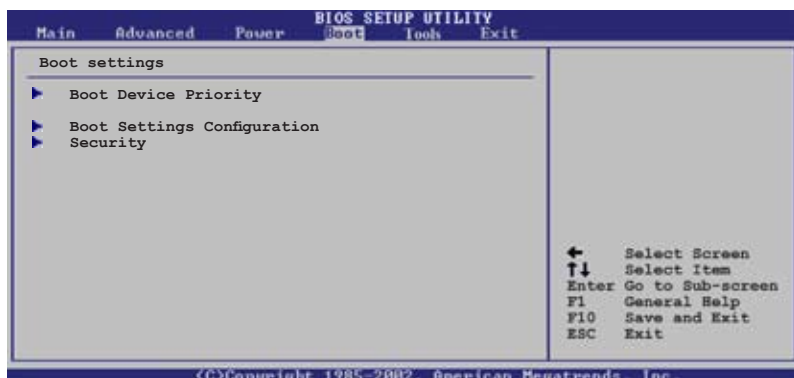 BIOS SETUP UTILITY
Main Advanced Power Boot Tools Exit
Boot settings
Boot Device Priority
Boot Settings Configuration
Security
← Select Screen
↑↓ Select Item
Enter Go to Sub-screen
F1 General Help
F10 Save and Exit
ESC Exit
(C)Copyright 1985-2002, American Megatrends, Inc.